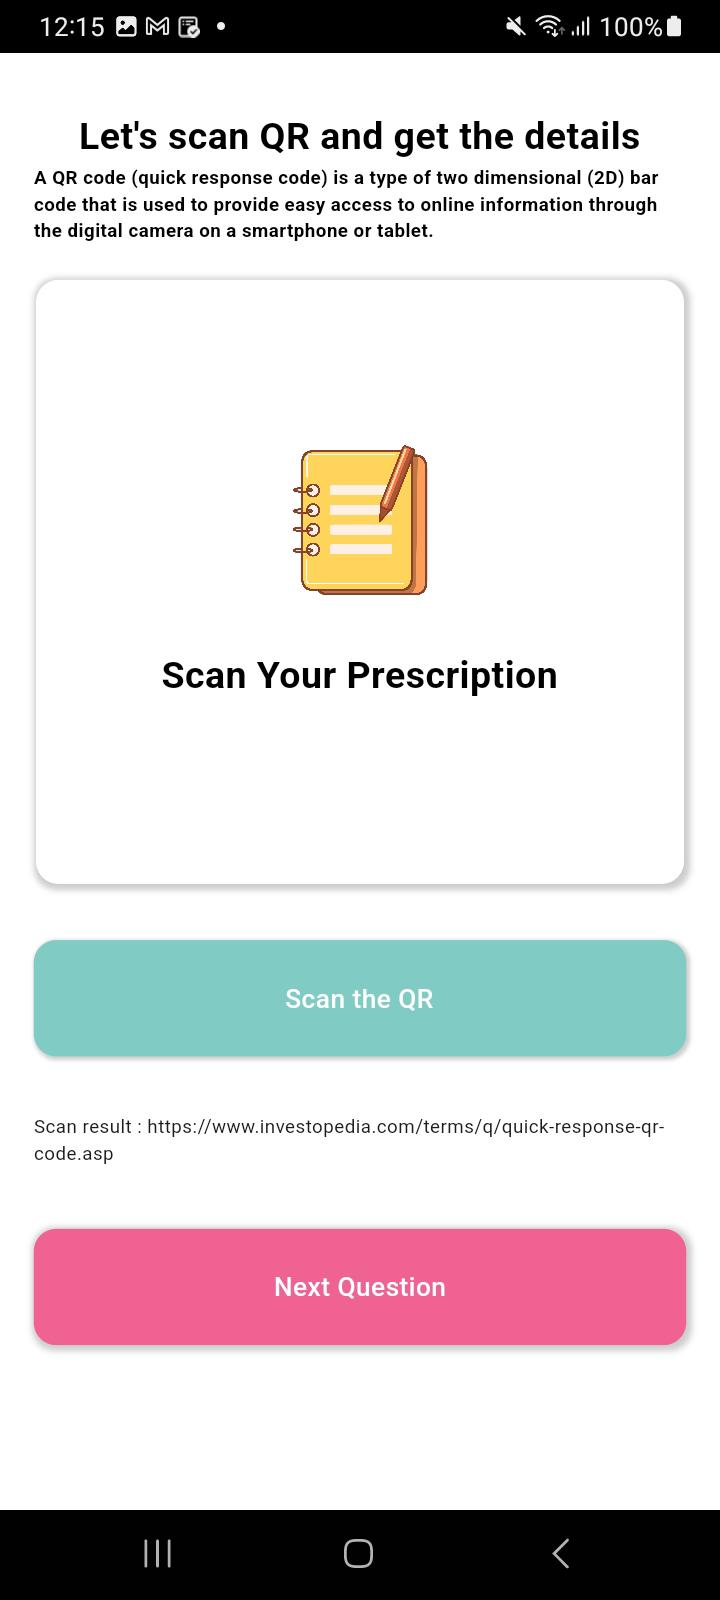 12:15
100%
Let's scan QR and get the details
A QR code (quick response code) is a type of two dimensional (2D) bar
code that is used to provide easy access to online information through
the digital camera on a smartphone or tablet.
Scan Your Prescription
Scan the QR
Scan result : https://www.investopedia.com/terms/q/quick-response-qr-
code.asp
Next Question